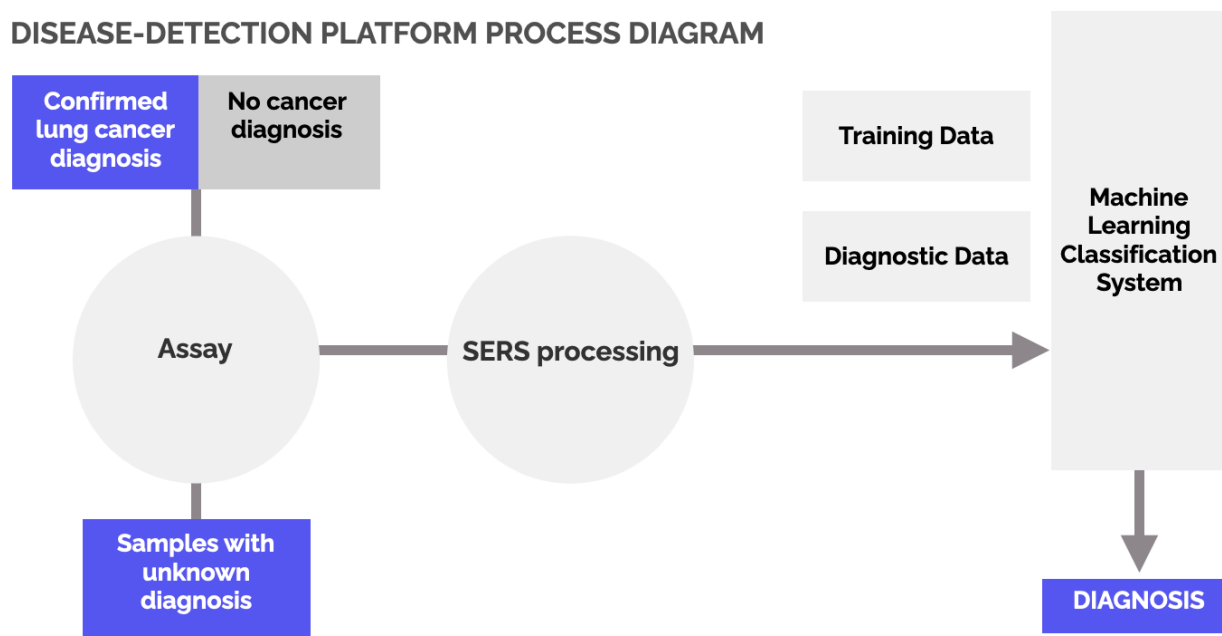 DISEASE-DETECTION PLATFORM PROCESS DIAGRAM
Confirmed
lung cancer
diagnosis
No cancer
diagnosis
Training Data
Diagnostic Data
Machine
Learning
Classification
System
Assay
SERS processing
Samples with
unknown
diagnosis
DIAGNOSIS